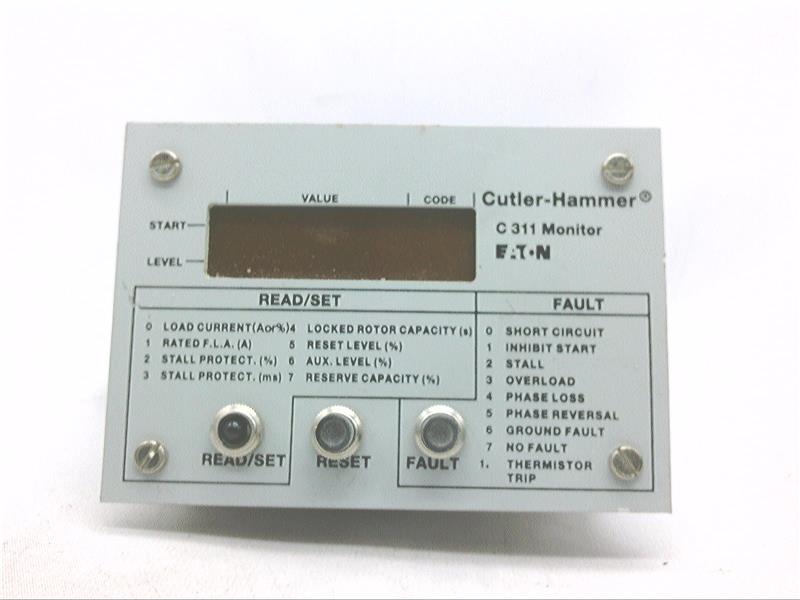 VALUE CODE
Cutler-Hammer®
START
C 311 Monitor
LEVEL
EATON
READ/SET
0 LOAD CURRENT(Aor%) 4 LOCKED ROTOR CAPACITY (s)
1 RATED F.L.A. (A) 5 RESET LEVEL (%)
2 STALL PROTECT. (%) 6 AUX. LEVEL (%)
3 STALL PROTECT. (ms) 7 RESERVE CAPACITY (%)
FAULT
0 SHORT CIRCUIT
1 INHIBIT START
2 STALL
3 OVERLOAD
4 PHASE LOSS
5 PHASE REVERSAL
6 GROUND FAULT
7 NO FAULT
1. THERMISTOR
TRIP
READ/SET RESET FAULT